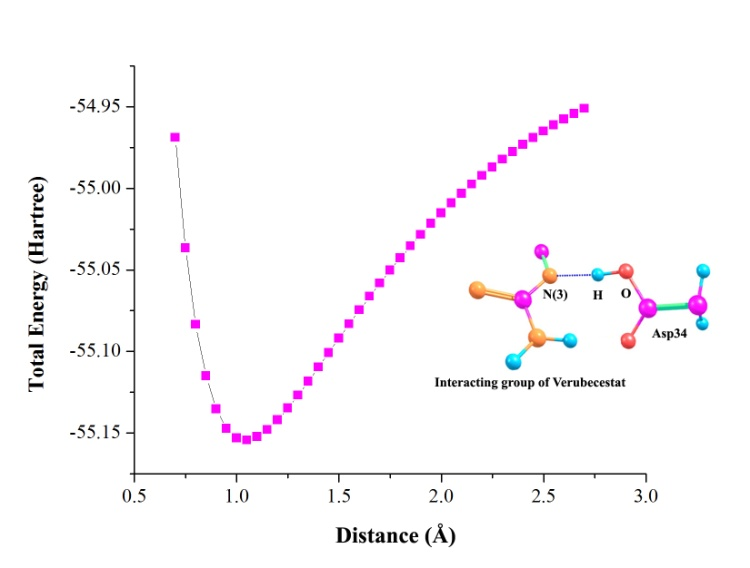 -54.95
-55.00
-55.05
-55.10
-55.15
Total Energy (Hartree)
N(3)
H
O
Asp34
Interacting group of Verubecestat
0.5
1.0
1.5
2.0
2.5
3.0
Distance (Å)